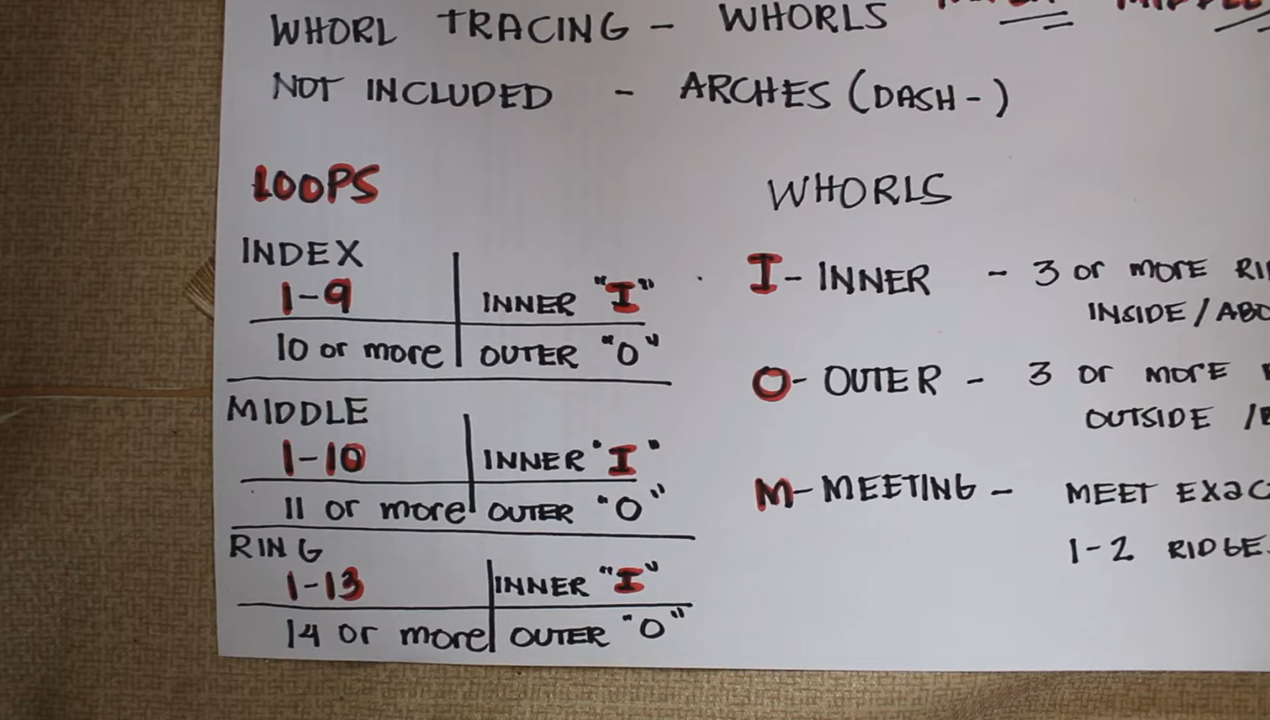 WHORL TRACING - WHORLS
NOT INCLUDED - ARCHES (DASH -)
LOOPS
INDEX
1-9 INNER "I"
10 or more OUTER "O"
MIDDLE
1-10 INNER "I"
11 or more OUTER "O"
RING
1-13 INNER "I"
14 or more OUTER "O"
WHORLS
I - INNER - 3 or more
INSIDE /
O - OUTER - 3 or more
OUTSIDE /
M - MEETING - MEET
1-2 RIDGE